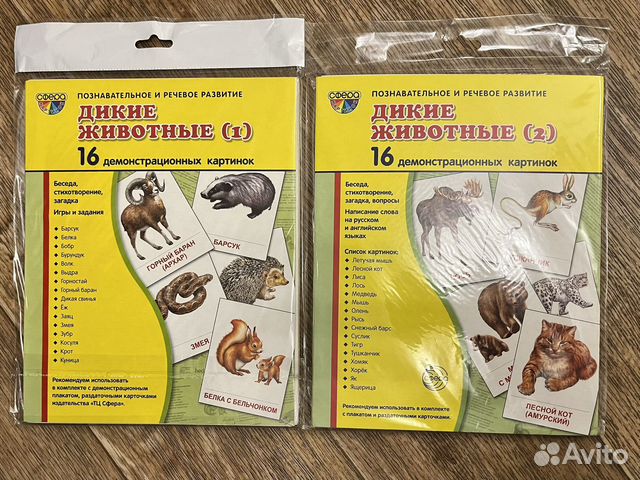 сфера
ПОЗНАВАТЕЛЬНОЕ И РЕЧЕВОЕ РАЗВИТИЕ
ДИКИЕ
ЖИВОТНЫЕ (1)
16 демонстрационных картинок
Беседа,
стихотворение,
загадка
Игры и задания
• Барсук
• Белка
• Бобр
• Бурундук
• Волк
• Выдра
• Горностай
• Горный баран
• Дикая свинья
• Ёж
• Заяц
• Змея
• Зубр
• Косуля
• Крот
• Куница
Рекомендуем использовать
в комплекте с демонстрационным
плакатом, раздаточными карточками
издательства «ТЦ Сфера».
ГОРНЫЙ БАРАН
(АРХАР)
БАРСУК
ЗМЕЯ
БЕЛКА С БЕЛЬЧОНКОМ
сфера
ПОЗНАВАТЕЛЬНОЕ И РЕЧЕВОЕ РАЗВИТИЕ
ДИКИЕ
ЖИВОТНЫЕ (2)
16 демонстрационных картинок
Беседа,
стихотворение,
загадка, вопросы
Написание слова
на русском
и английском
языках
Список картинок:
• Летучая мышь
• Лесной кот
• Лиса
• Лось
• Медведь
• Мышь
• Олень
• Рысь
• Снежный барс
• Суслик
• Тигр
• Тушканчик
• Хомяк
• Хорёк
• Як
• Ящерица
Рекомендуем использовать в комплекте
с плакатом и раздаточными карточками.
ЛЕСНОЙ КОТ
(АМУРСКИЙ)
Avito